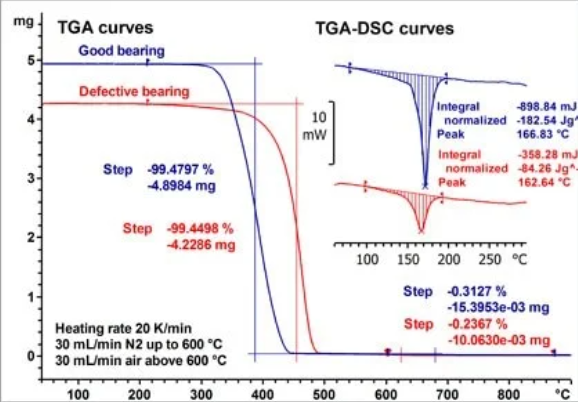 mg
TGA curves
TGA-DSC curves
Good bearing
5
Defective bearing
4
10
mW
Integral -898.84 mJ
normalized -182.54 Jg^
Peak 166.83 °C
Integral -358.28 mJ
normalized -84.26 Jg^-
Peak 162.64 °C
Step -99.4797 %
-4.8984 mg
3
Step -99.4498 %
-4.2286 mg
2
100 150 200 250 °C
Step -0.3127 %
-15.3953e-03 mg
Step -0.2367 %
-10.0630e-03 mg
1
Heating rate 20 K/min
30 mL/min N2 up to 600 °C
30 mL/min air above 600 °C
0
100 200 300 400 500 600 700 800 °C